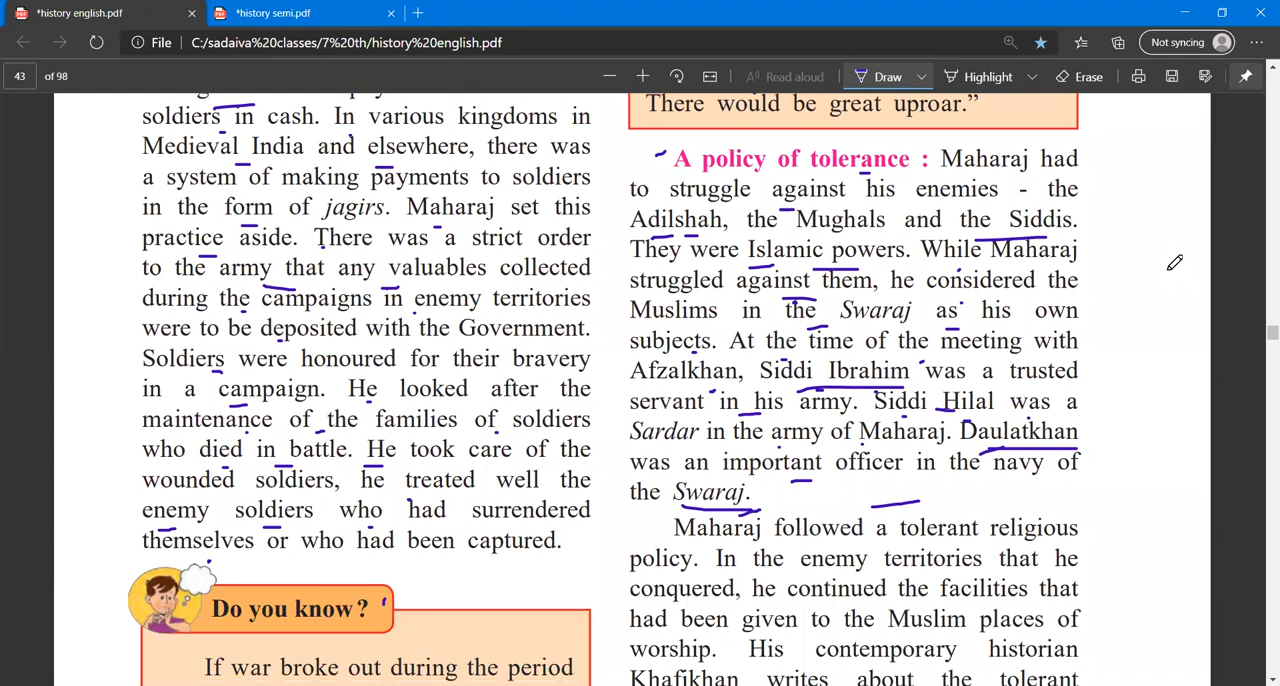 *history english.pdf
*history semi.pdf
File
C:/sadaiva%20classes/7%20th/history%20english.pdf
Not syncing
43 of 98
Read aloud
Draw
Highlight
Erase
soldiers in cash. In various kingdoms in
Medieval India and elsewhere, there was
a system of making payments to soldiers
in the form of jagirs. Maharaj set this
practice aside. There was a strict order
to the army that any valuables collected
during the campaigns in enemy territories
were to be deposited with the Government.
Soldiers were honoured for their bravery
in a campaign. He looked after the
maintenance of the families of soldiers
who died in battle. He took care of the
wounded soldiers, he treated well the
enemy soldiers who had surrendered
themselves or who had been captured.
Do you know?
If war broke out during the period
There would be great uproar.”
A policy of tolerance : Maharaj had
to struggle against his enemies - the
Adilshah, the Mughals and the Siddis.
They were Islamic powers. While Maharaj
struggled against them, he considered the
Muslims in the Swaraj as his own
subjects. At the time of the meeting with
Afzalkhan, Siddi Ibrahim was a trusted
servant in his army. Siddi Hilal was a
Sardar in the army of Maharaj. Daulatkhan
was an important officer in the navy of
the Swaraj.
Maharaj followed a tolerant religious
policy. In the enemy territories that he
conquered, he continued the facilities that
had been given to the Muslim places of
worship. His contemporary historian
Khafikhan writes about the tolerant